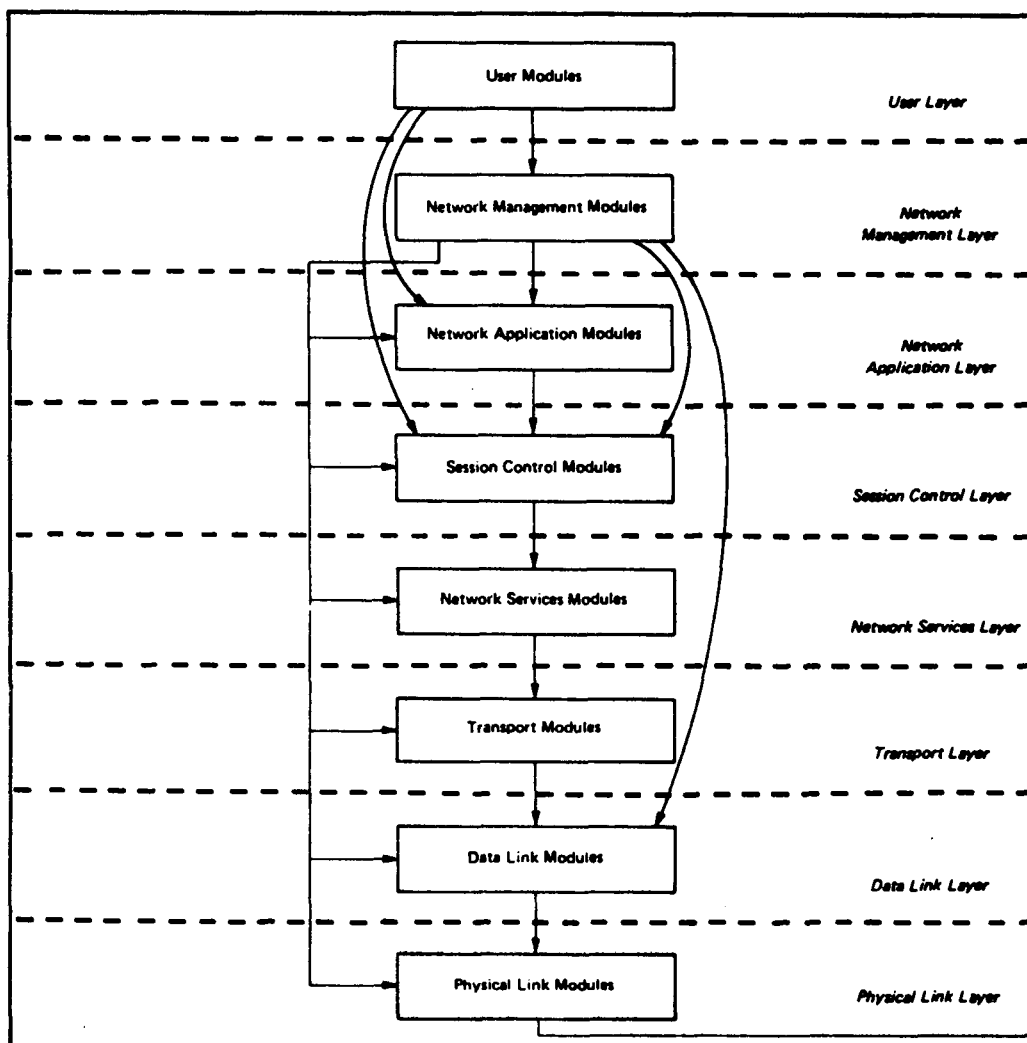 User Modules
User Layer
Network Management Modules
Network
Management Layer
Network Application Modules
Network
Application Layer
Session Control Modules
Session Control Layer
Network Services Modules
Network Services Layer
Transport Modules
Transport Layer
Data Link Modules
Data Link Layer
Physical Link Modules
Physical Link Layer